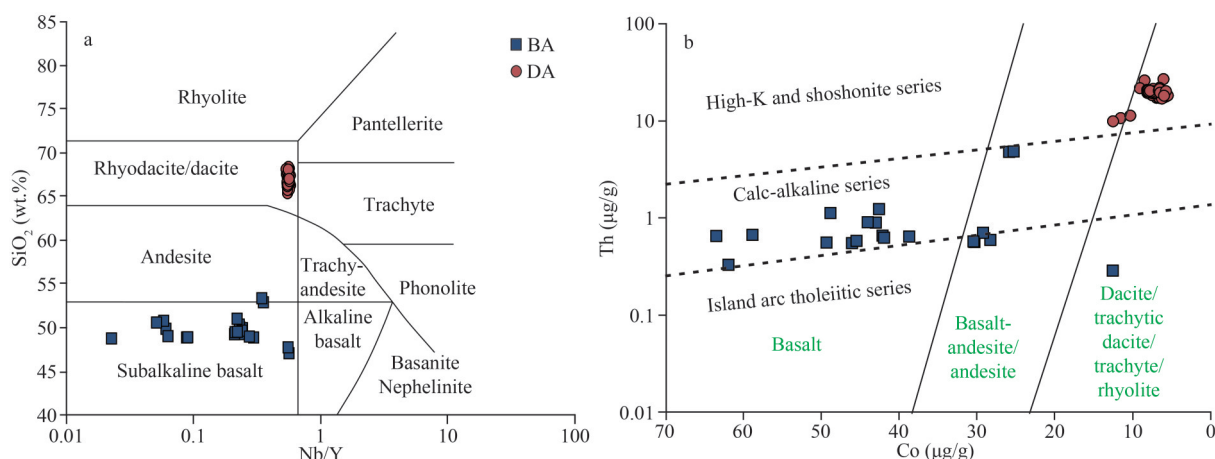 a
BA
DA
85
80
75
70
65
60
55
50
45
40
SiO2 (wt.%)
Rhyolite
Pantellerite
Rhyodacite/dacite
Trachyte
Andesite
Trachy-
andesite
Phonolite
Alkaline
basalt
Subalkaline basalt
Basanite
Nephelinite
0.01
0.1
1
10
100
Nb/Y
b
100
10
1
0.1
0.01
Th (μg/g)
High-K and shoshonite series
Calc-alkaline series
Island arc tholeiitic series
Basalt
Basalt-
andesite/
andesite
Dacite/
trachytic
dacite/
trachyte/
rhyolite
70
60
50
40
30
20
10
0
Co (μg/g)